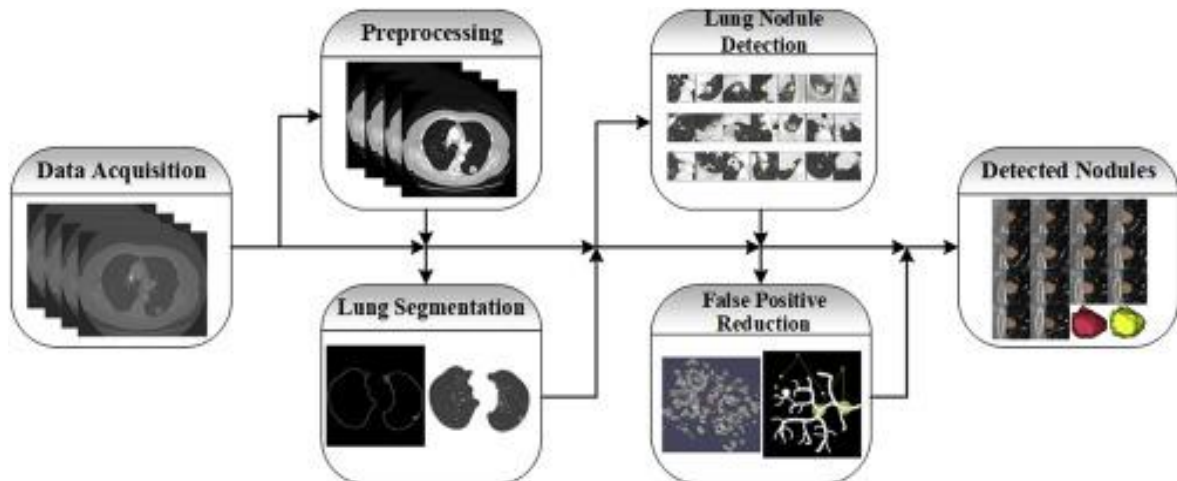 Data Acquisition
Preprocessing
Lung Segmentation
Lung Nodule
Detection
False Positive
Reduction
Detected Nodules